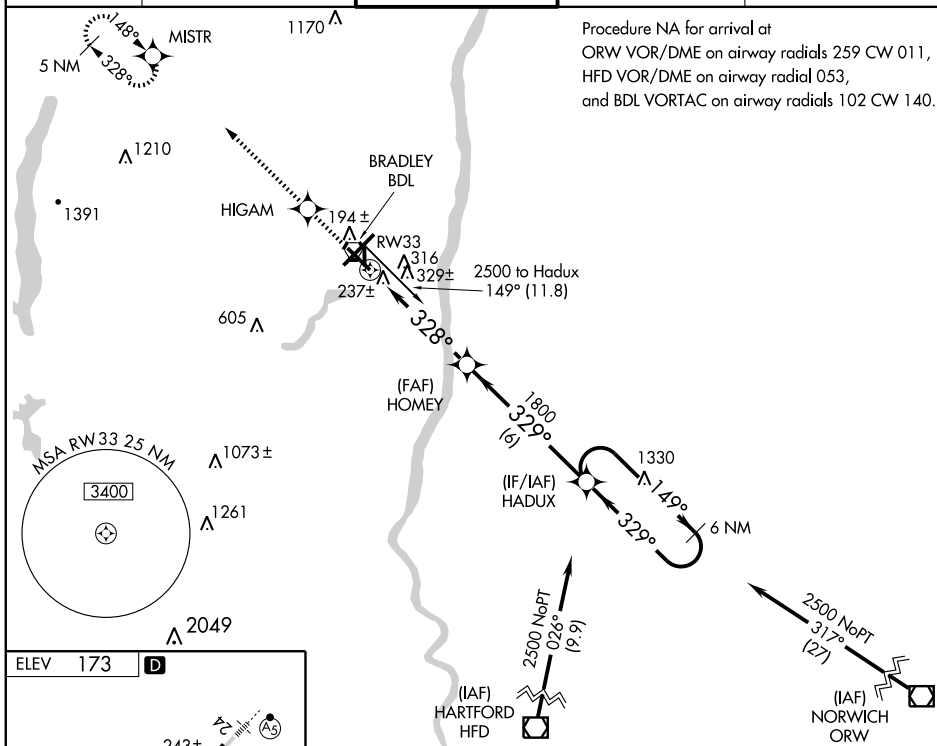 Procedure NA for arrival at
ORW VOR/DME on airway radials 259 CW 011,
HFD VOR/DME on airway radial 053,
and BDL VORTAC on airway radials 102 CW 140.
1170
148°
MISTR
5 NM
328°
1210
1391
BRADLEY
BDL
HIGAM
194 ±
RW33
316
329±
237±
2500 to Hadux
149° (11.8)
605
328°
(FAF)
HOMEY
1800
329°
(6)
MSA RW33 25 NM
3400
1073±
1261
(IF/IAF)
HADUX
1330
149°
329°
6 NM
2049
2500 NoPT
026°
(9.9)
2500 NoPT
317°
(27)
(IAF)
HARTFORD
HFD
(IAF)
NORWICH
ORW
ELEV 173 D
24
A5
243±